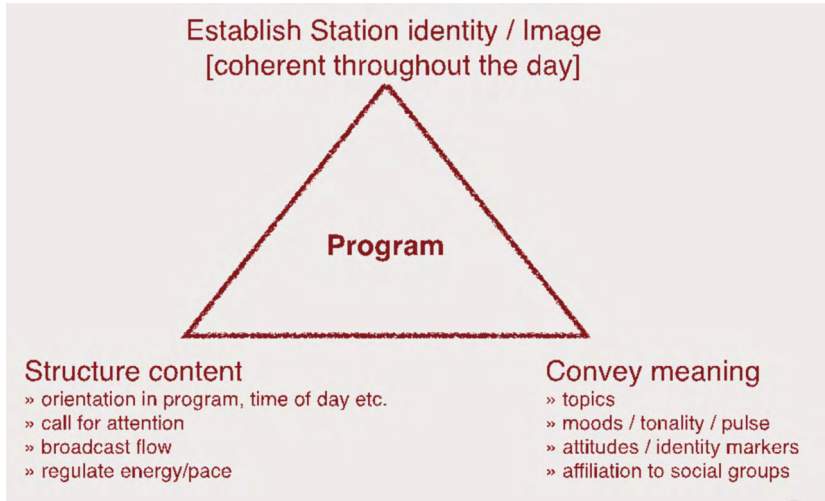 Establish Station identity / Image
[coherent throughout the day]
Program
Structure content
» orientation in program, time of day etc.
» call for attention
» broadcast flow
» regulate energy/pace
Convey meaning
» topics
» moods / tonality / pulse
» attitudes / identity markers
» affiliation to social groups